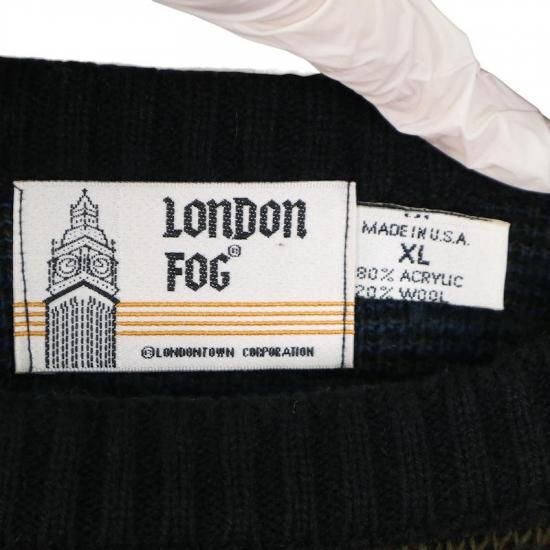 LONDON
FOG®
®LONDONTOWN CORPORATION
MADE IN U.S.A.
XL
80% ACRYLIC
20% WOOL